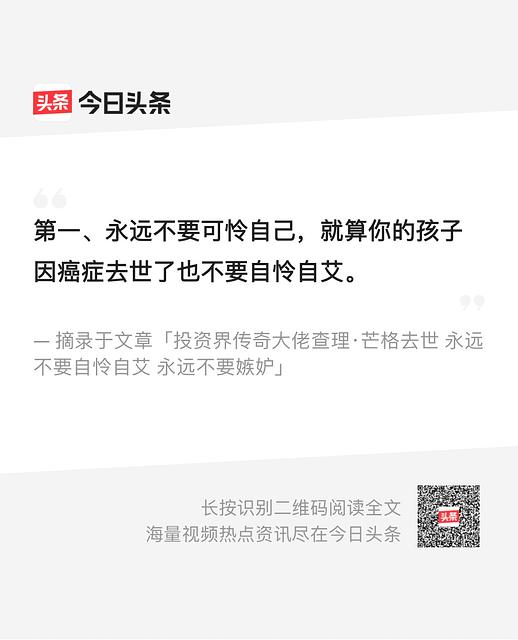 头条 今日头条
“
第一、永远不要可怜自己，就算你的孩子
因癌症去世了也不要自怜自艾。
”
— 摘录于文章「投资界传奇大佬查理·芒格去世 永远
不要自怜自艾 永远不要嫉妒」
长按识别二维码阅读全文
海量视频热点资讯尽在今日头条
头条